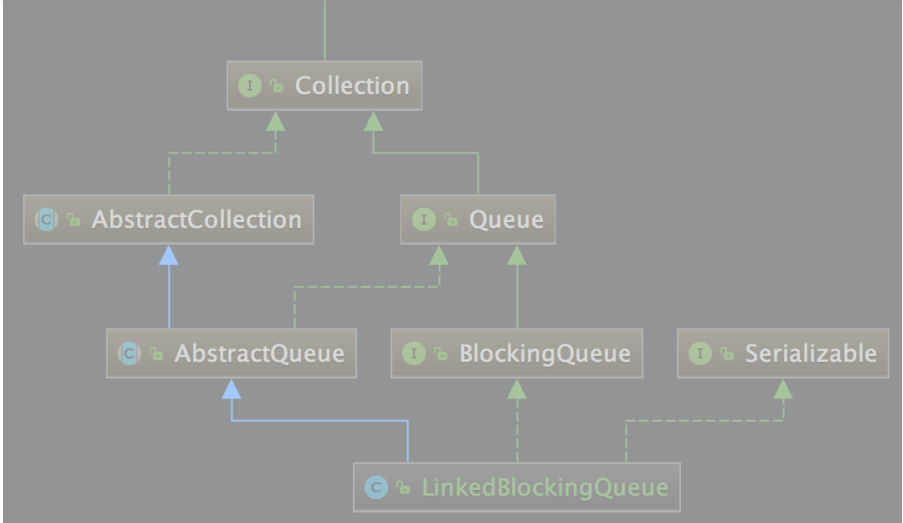 I Collection
C AbstractCollection
I Queue
C AbstractQueue
I BlockingQueue
I Serializable
C LinkedBlockingQueue